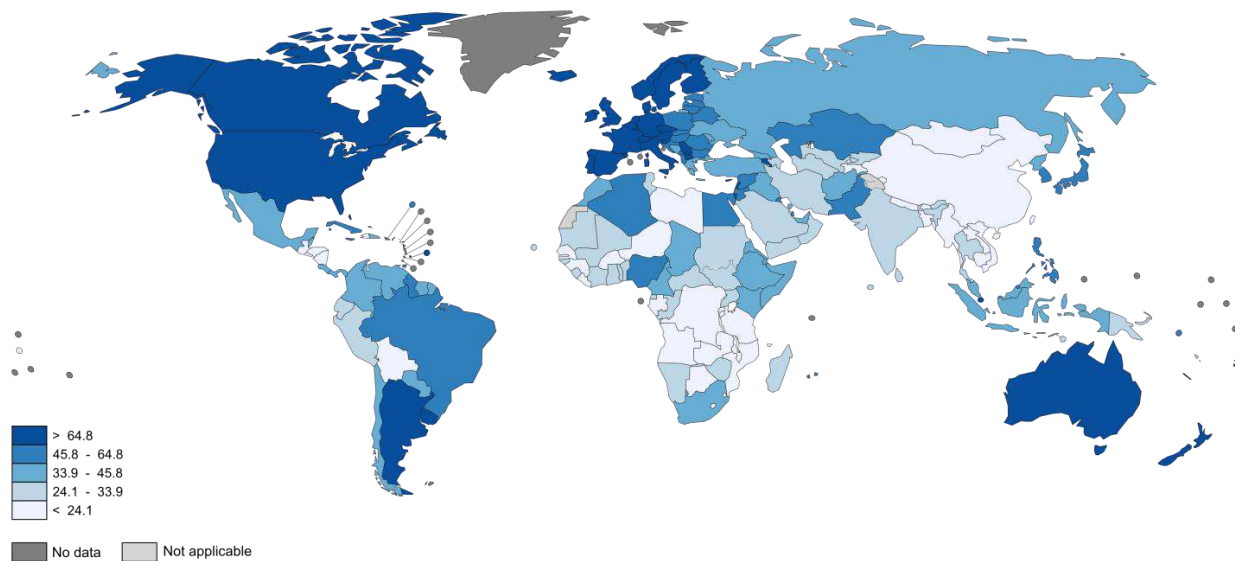 > 64.8
45.8 - 64.8
33.9 - 45.8
24.1 - 33.9
< 24.1
No data
Not applicable